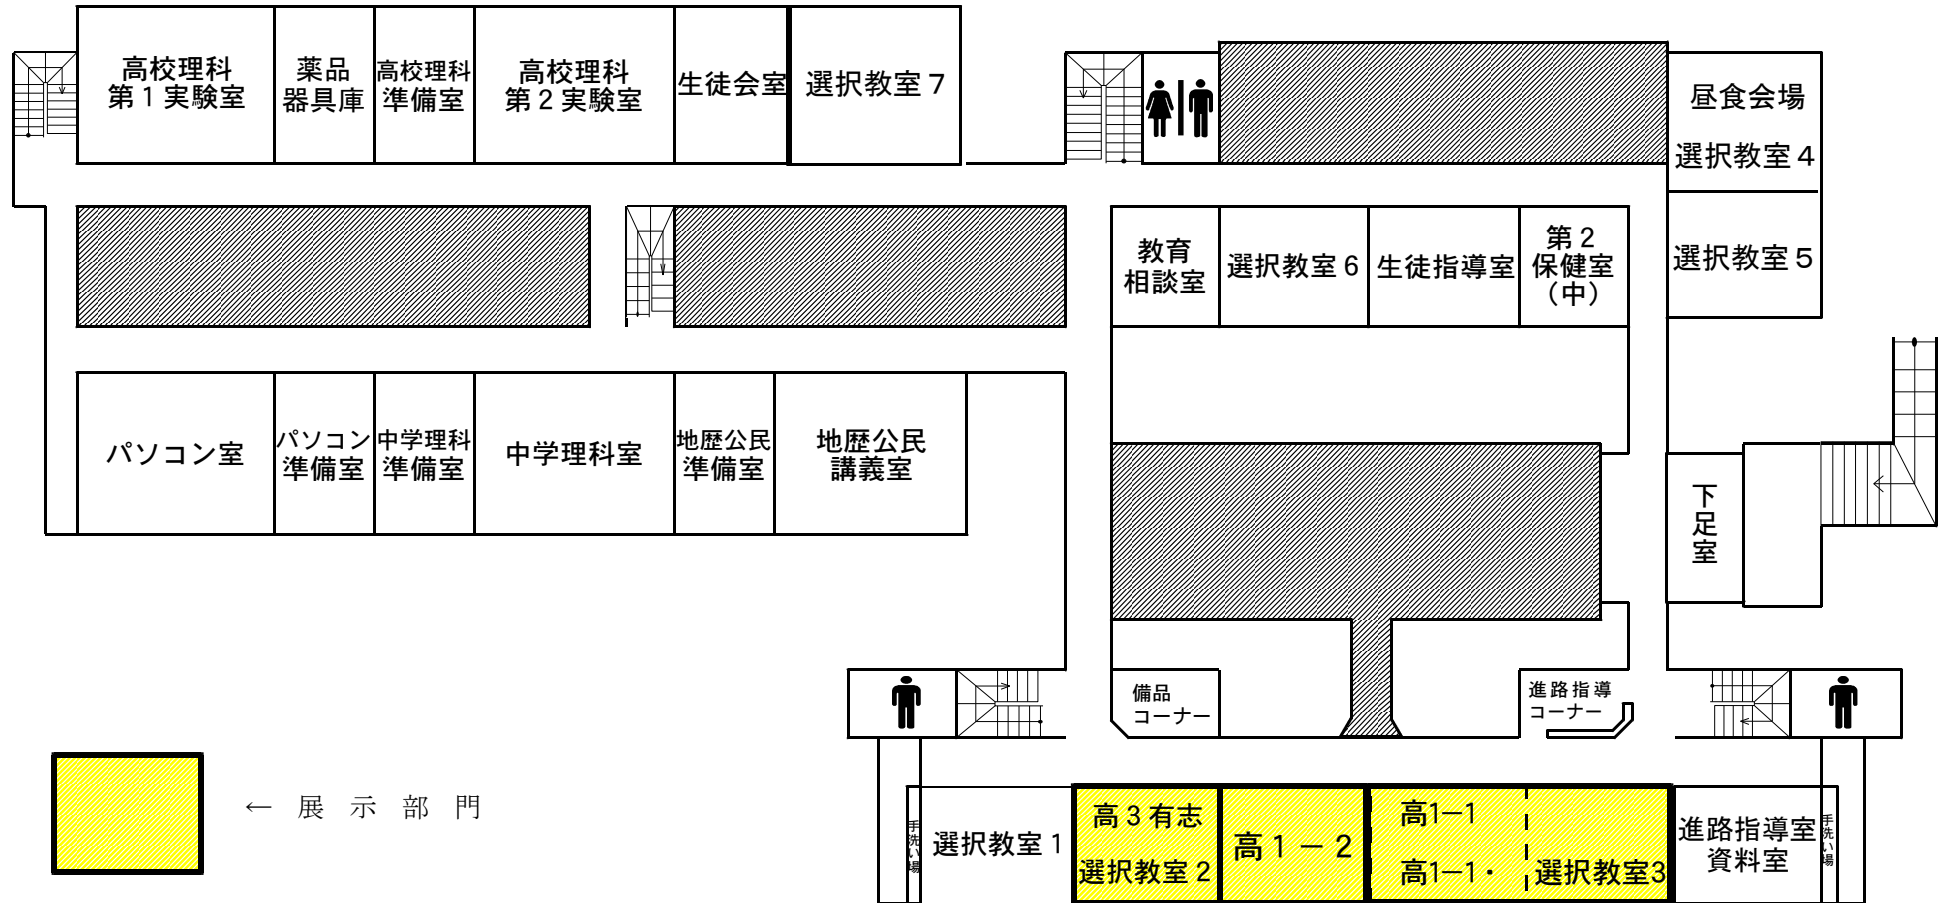 高校理科
第1実験室
薬品
器具庫
高校理科
準備室
高校理科
第2実験室
生徒会室
選択教室7
昼食会場
選択教室4
教育
相談室
選択教室6
生徒指導室
第2
保健室
（中）
選択教室5
パソコン室
パソコン
準備室
中学理科
準備室
中学理科室
地歴公民
準備室
地歴公民
講義室
下足室
備品
コーナー
進路指導
コーナー
← 展示部門
手洗い場
選択教室1
高3有志
選択教室2
高1－2
高1－1
高1－1・
選択教室3
進路指導室
資料室
手洗い場